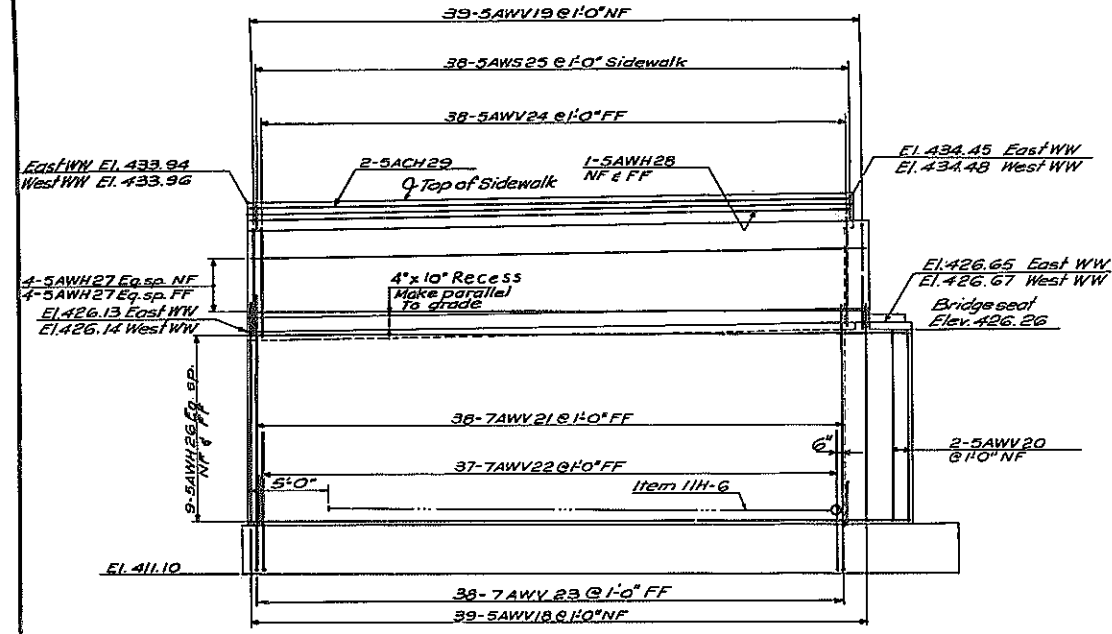 39-5AWV19 @ 1'-0" NF
38-5AWS25 @ 1'-0" Sidewalk
38-5AWV24 @ 1'-0" FF
East WW El. 433.94
West WW El. 433.96
2-5ACH29
Top of Sidewalk
1-5AWH28
NF & FF
El. 434.45 East WW
El. 434.48 West WW
4-5AWH27 Eq. sp. NF
4-5AWH27 Eq. sp. FF
El. 426.13 East WW
El. 426.14 West WW
4" x 10" Recess
Make parallel
To grade
El. 426.65 East WW
El. 426.67 West WW
Bridge seat
Elev. 426.26
9-5AWH26 Eq. sp.
NF & FF
38-7AWV21 @ 1'-0" FF
6"
37-7AWV22 @ 1'-0" FF
2-5AWV20
@ 1'-0" NF
5'-0"
Item 11H-6
El. 411.10
38-7AWV23 @ 1'-0" FF
39-5AWV18 @ 1'-0" NF